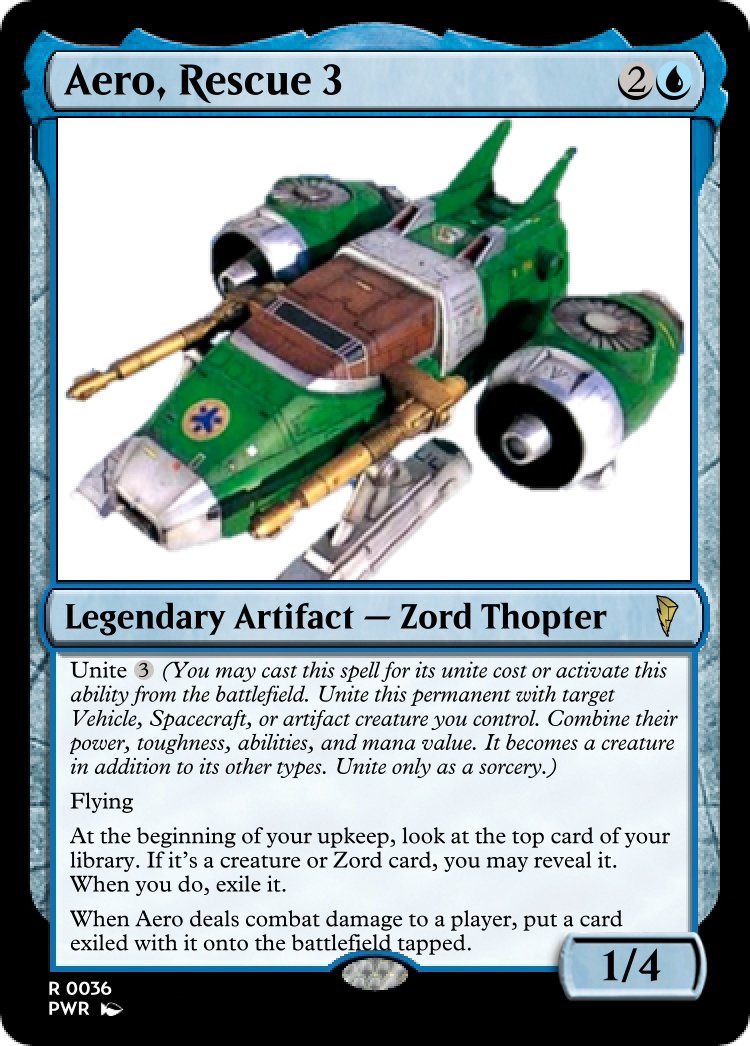 Aero, Rescue 3 2
Legendary Artifact — Zord Thopter
Unite 3 (You may cast this spell for its unite cost or activate this
ability from the battlefield. Unite this permanent with target
Vehicle, Spacecraft, or artifact creature you control. Combine their
power, toughness, abilities, and mana value. It becomes a creature
in addition to its other types. Unite only as a sorcery.)
Flying
At the beginning of your upkeep, look at the top card of your
library. If it's a creature or Zord card, you may reveal it.
When you do, exile it.
When Aero deals combat damage to a player, put a card
exiled with it onto the battlefield tapped.
1/4
R 0036
PWR